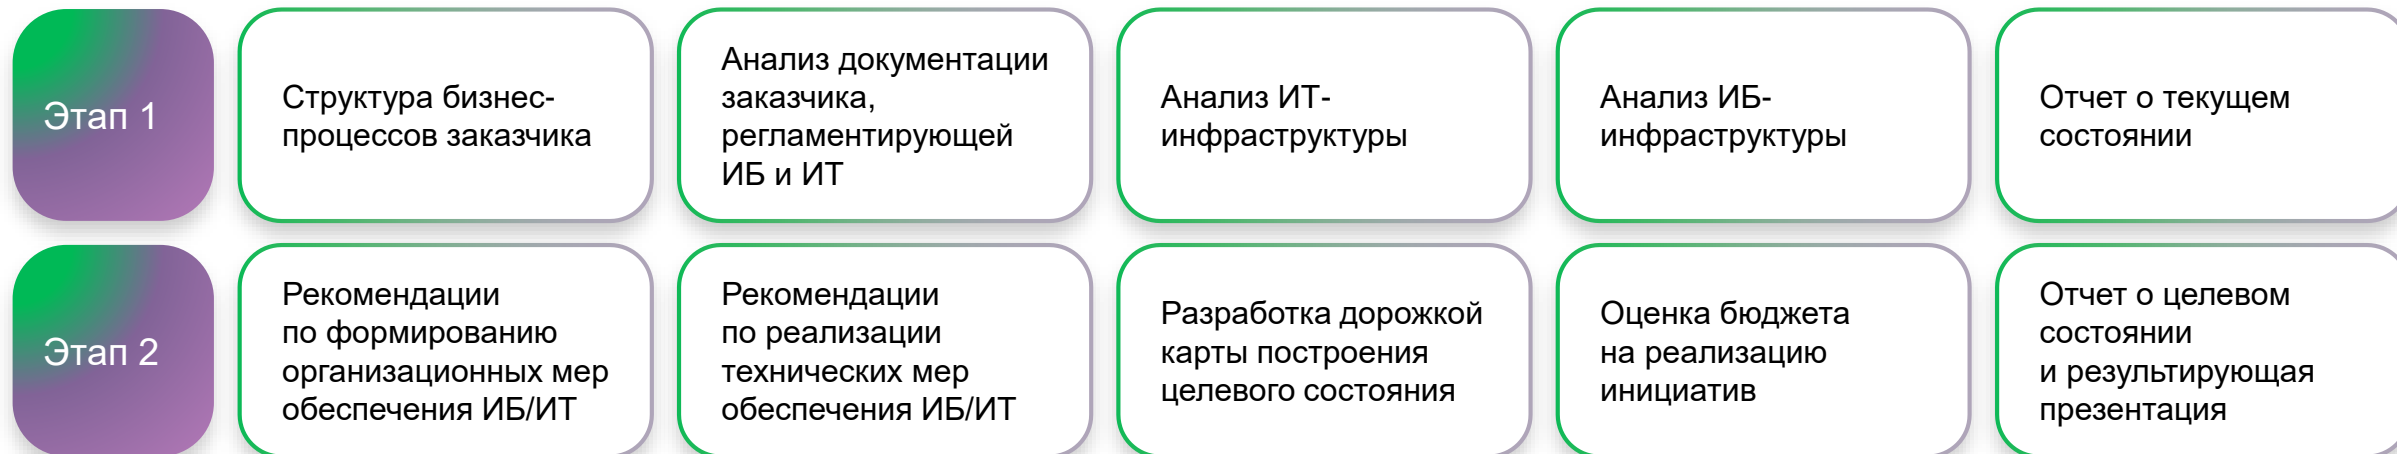 Этап 1
Структура бизнес-
процессов заказчика
Анализ документации
заказчика,
регламентирующей
ИБ и ИТ
Анализ ИТ-
инфраструктуры
Анализ ИБ-
инфраструктуры
Отчет о текущем
состоянии
Этап 2
Рекомендации
по формированию
организационных мер
обеспечения ИБ/ИТ
Рекомендации
по реализации
технических мер
обеспечения ИБ/ИТ
Разработка дорожкой
карты построения
целевого состояния
Оценка бюджета
на реализацию
инициатив
Отчет о целевом
состоянии
и результирующая
презентация